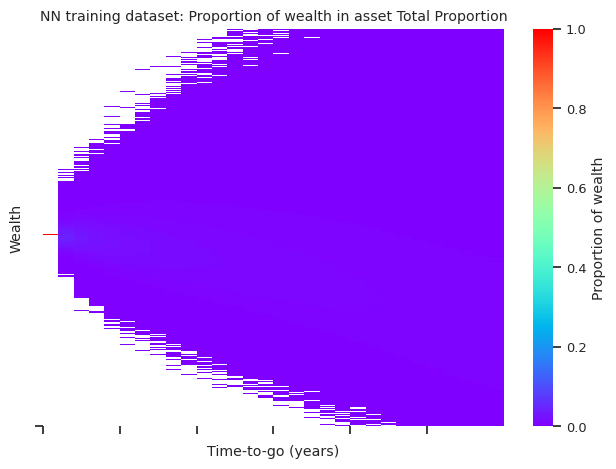 NN training dataset: Proportion of wealth in asset Total Proportion
Wealth
Time-to-go (years)
1.0
0.8
0.6
0.4
0.2
0.0
Proportion of wealth